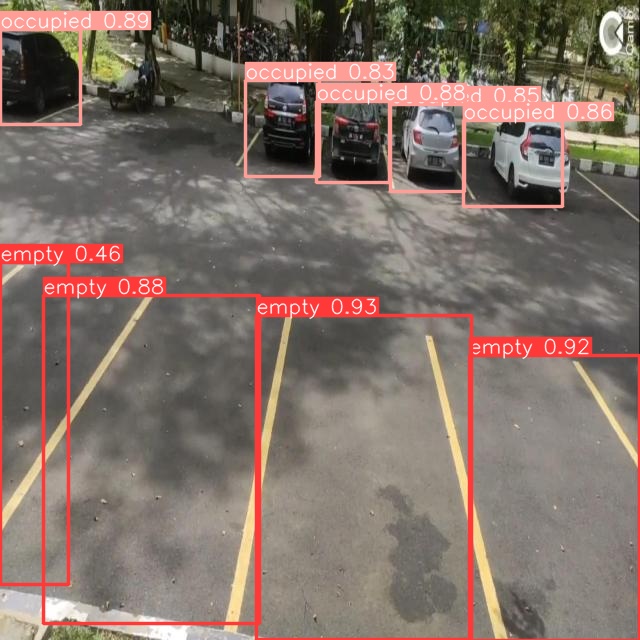 occupied 0.89
occupied 0.83
occupied 0.88
d 0.85
occupied 0.86
empty 0.46
empty 0.88
empty 0.93
empty 0.92